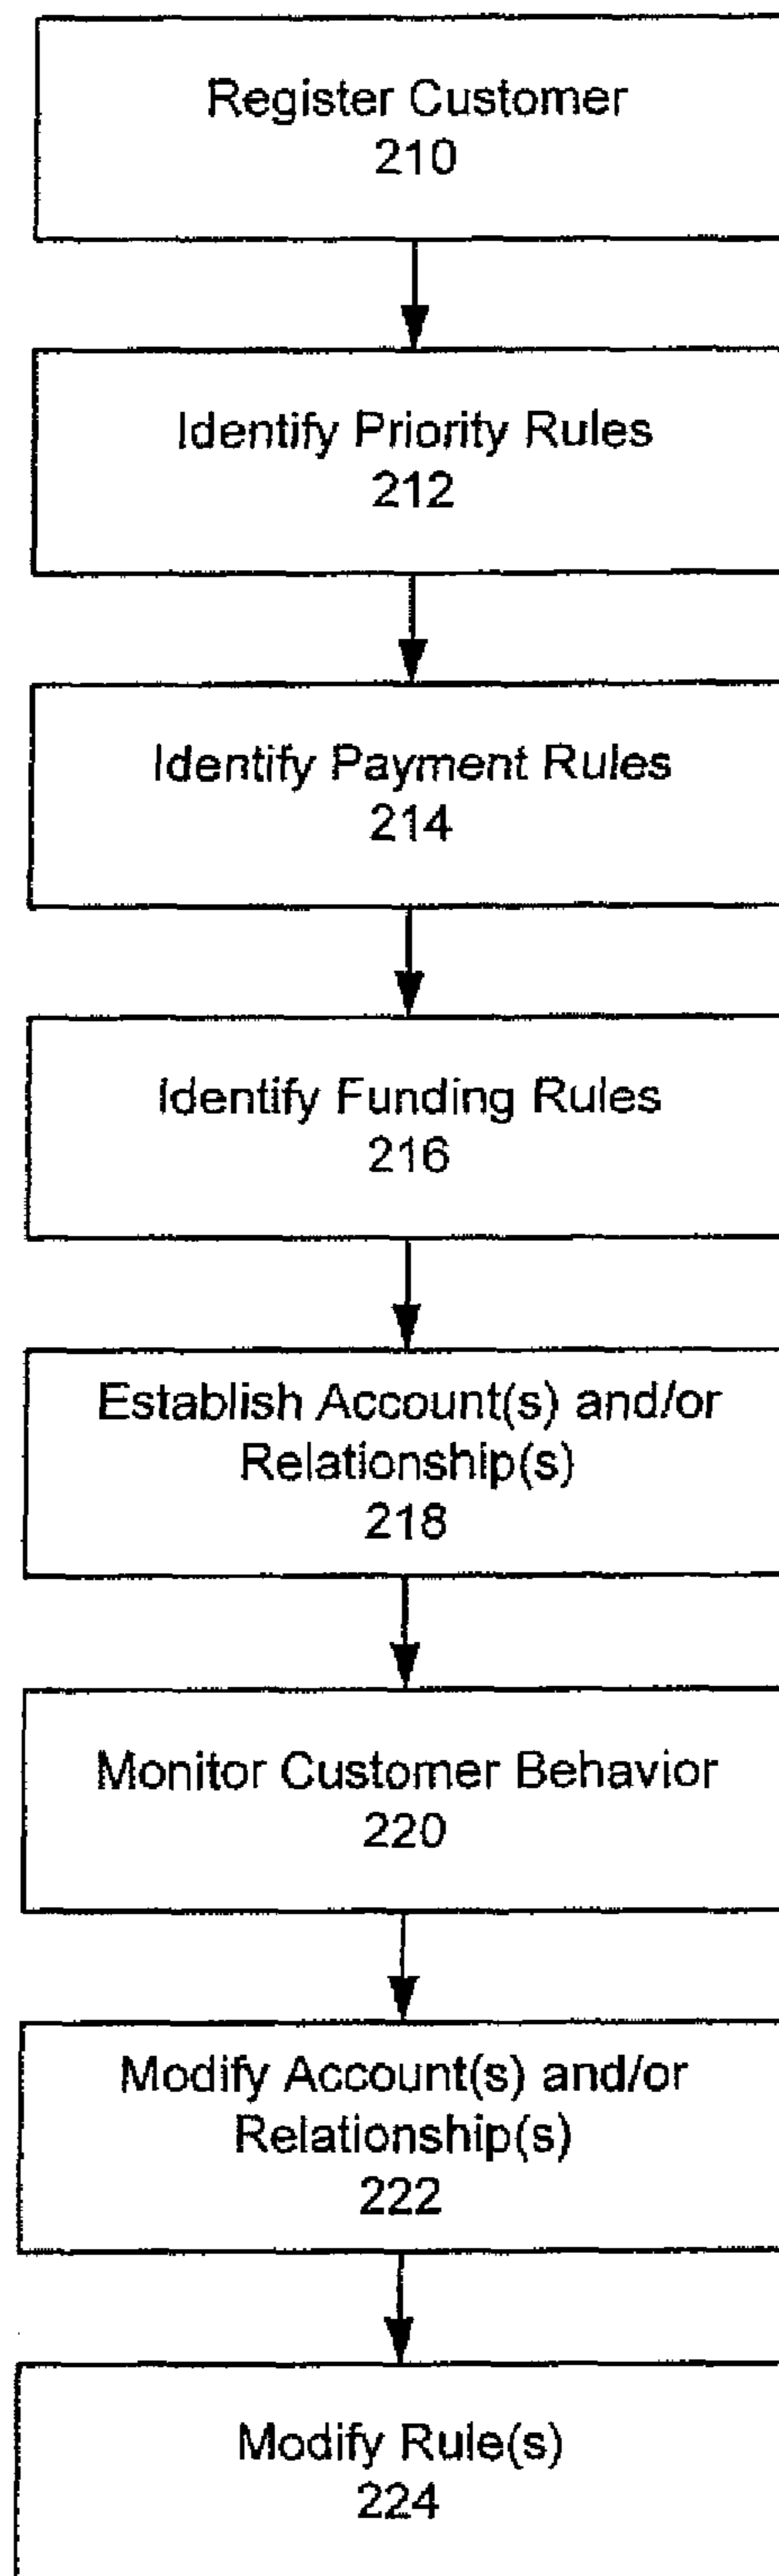 Register Customer
210
Identify Priority Rules
212
Identify Payment Rules
214
Identify Funding Rules
216
Establish Account(s) and/or
Relationship(s)
218
Monitor Customer Behavior
220
Modify Account(s) and/or
Relationship(s)
222
Modify Rule(s)
224